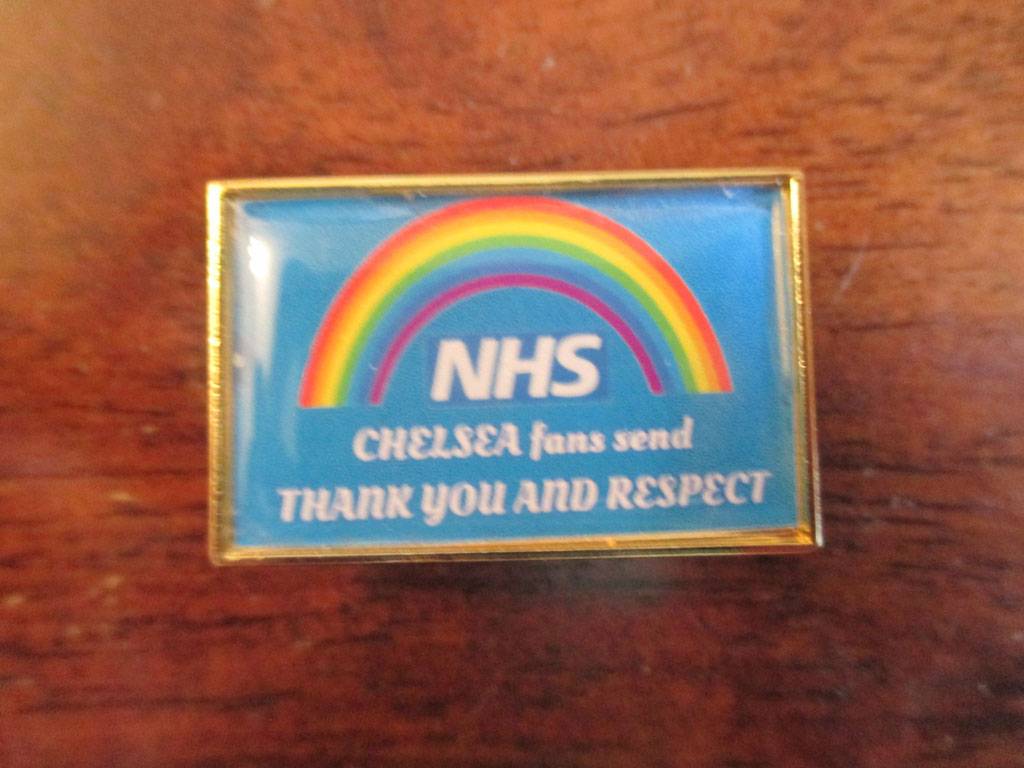 NHS
CHELSEA fans send
THANK YOU AND RESPECT